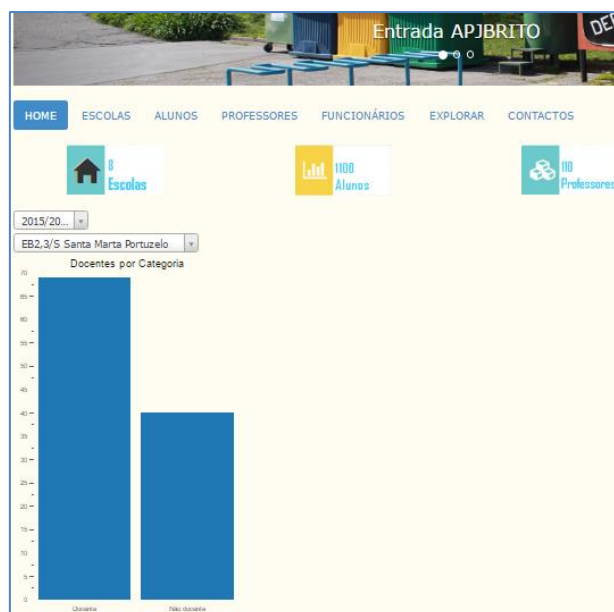 Entrada APJBRITO
DE
HOME ESCOLAS ALUNOS PROFESSORES FUNCIONÁRIOS EXPLORAR CONTACTOS
8
Escolas
1100
Alunos
110
Professores
2015/20...
EB2,3/S Santa Marta Portuzelo
Docentes por Categoria
70
65
60
55
50
45
40
35
30
25
20
15
10
5
0
Docente Não docente